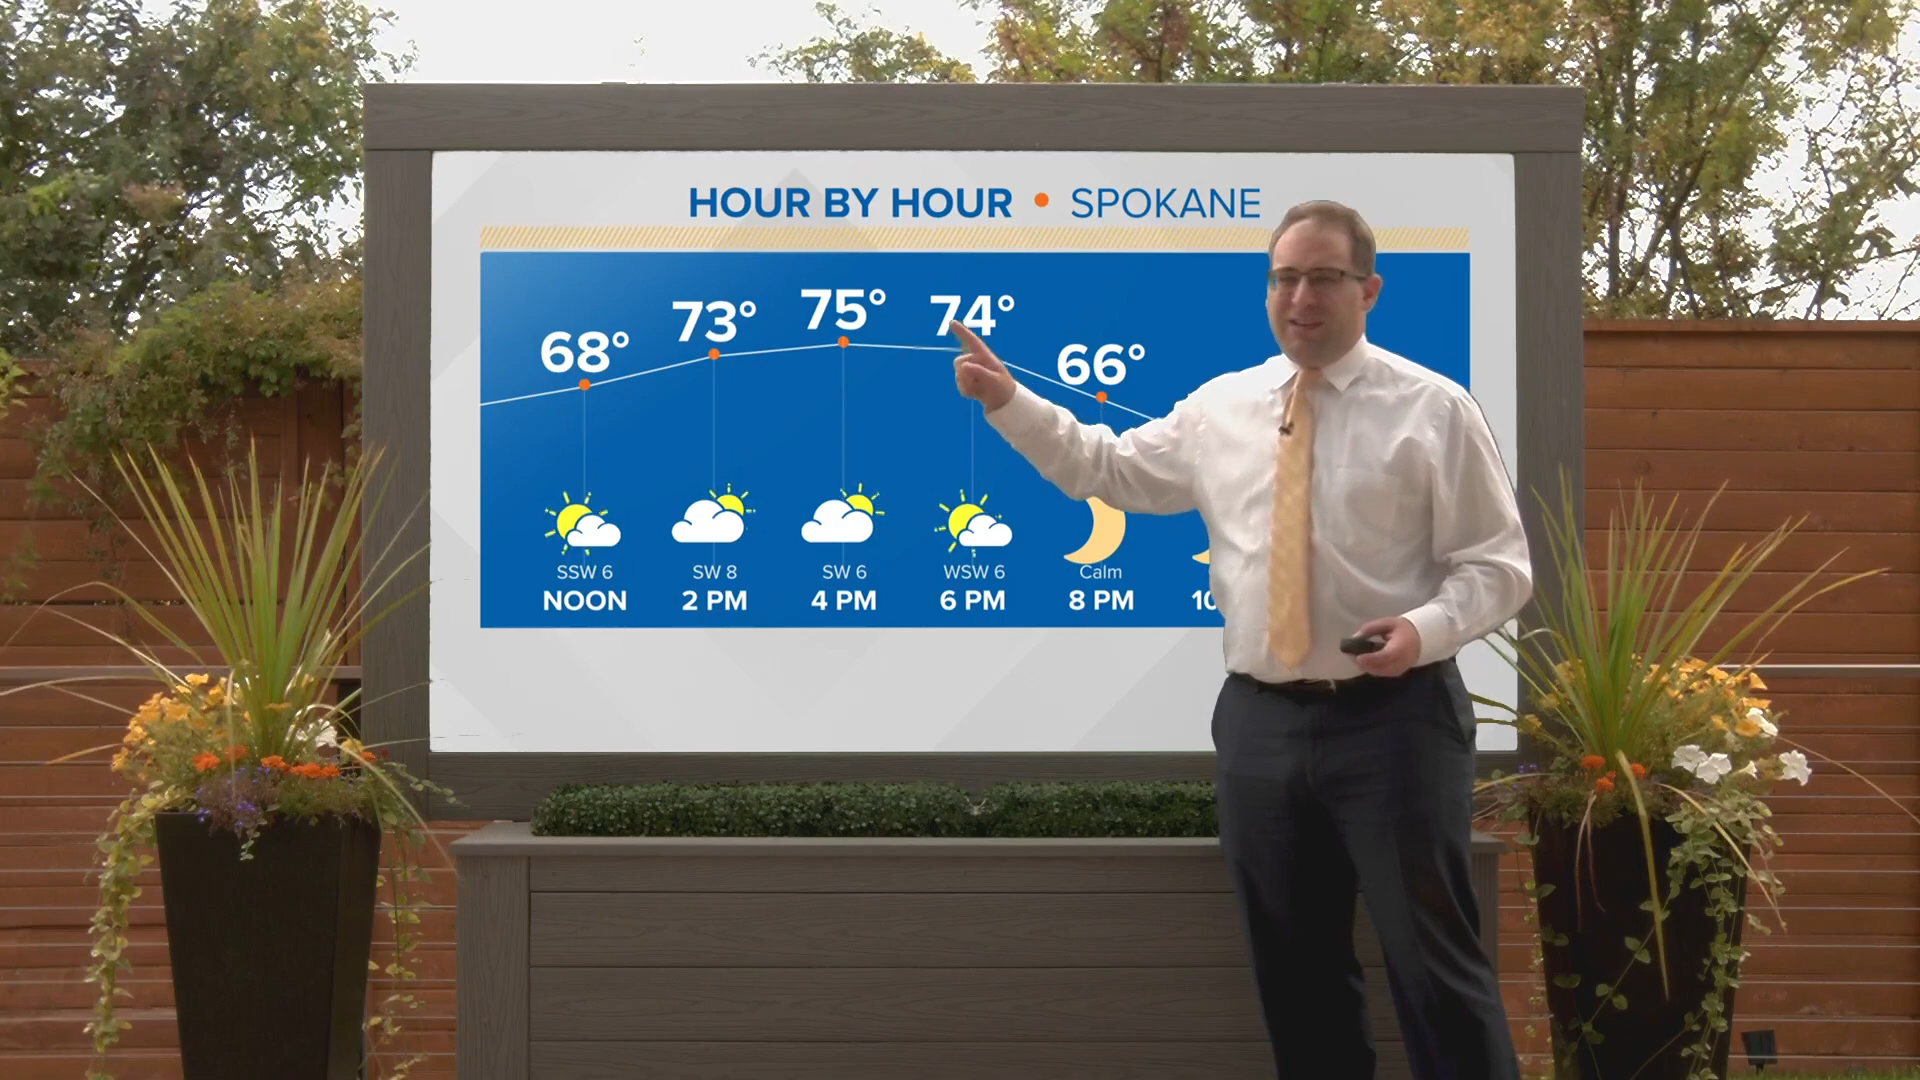 HOUR BY HOUR • SPOKANE
68° 73° 75° 74° 66°
SSW 6 SW 8 SW 6 WSW 6 Calm
NOON 2 PM 4 PM 6 PM 8 PM 10